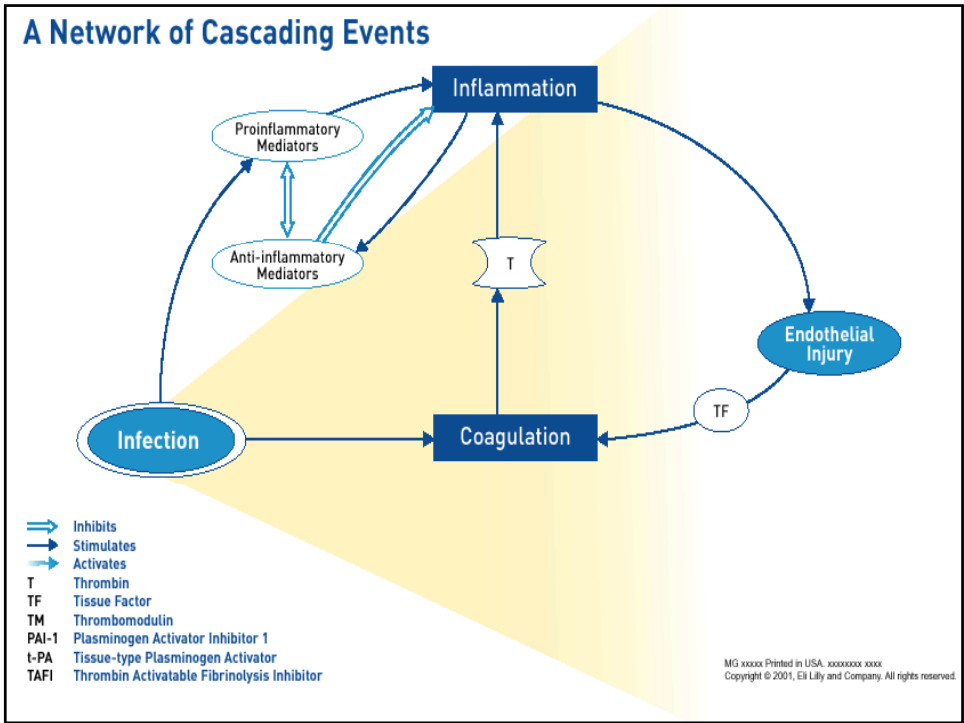 A Network of Cascading Events
Inflammation
Proinflammatory
Mediators
Anti-inflammatory
Mediators
T
Endothelial
Injury
TF
Infection
Coagulation
Inhibits
Stimulates
Activates
T Thrombin
TF Tissue Factor
TM Thrombomodulin
PAI-1 Plasminogen Activator Inhibitor 1
t-PA Tissue-type Plasminogen Activator
TAFI Thrombin Activatable Fibrinolysis Inhibitor
MG xxxxx Printed in USA. xxxxxxxx xxxx
Copyright © 2001, Eli Lilly and Company. All rights reserved.